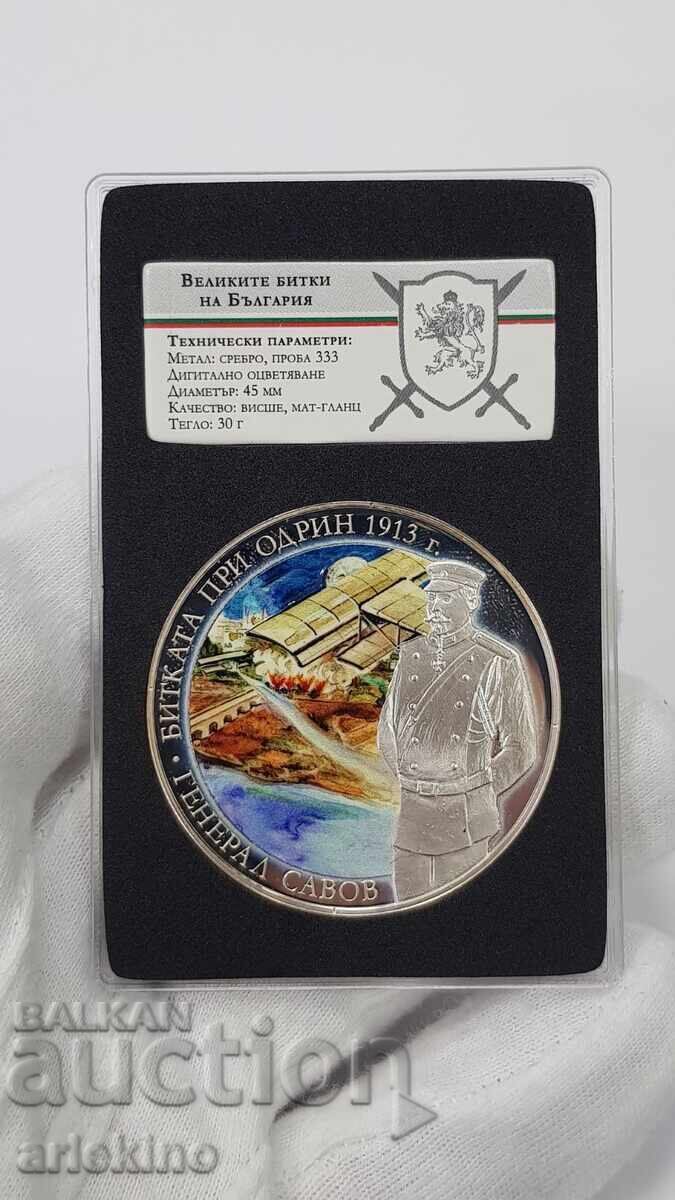 ВЕЛИКИТЕ БИТКИ
НА БЪЛГАРИЯ
ТЕХНИЧЕСКИ ПАРАМЕТРИ:
МЕТАЛ: СРЕБРО, ПРОБА 333
ДИГИТАЛНО ОЦВЕТЯВАНЕ
ДИАМЕТЪР: 45 ММ
КАЧЕСТВО: ВИСШЕ, МАТ-ГЛАНЦ
ТЕГЛО: 30 Г
• БИТКАТА ПРИ ОДРИН 1913 г.
ГЕНЕРАЛ САВОВ
BALKAN
auction
arlekino